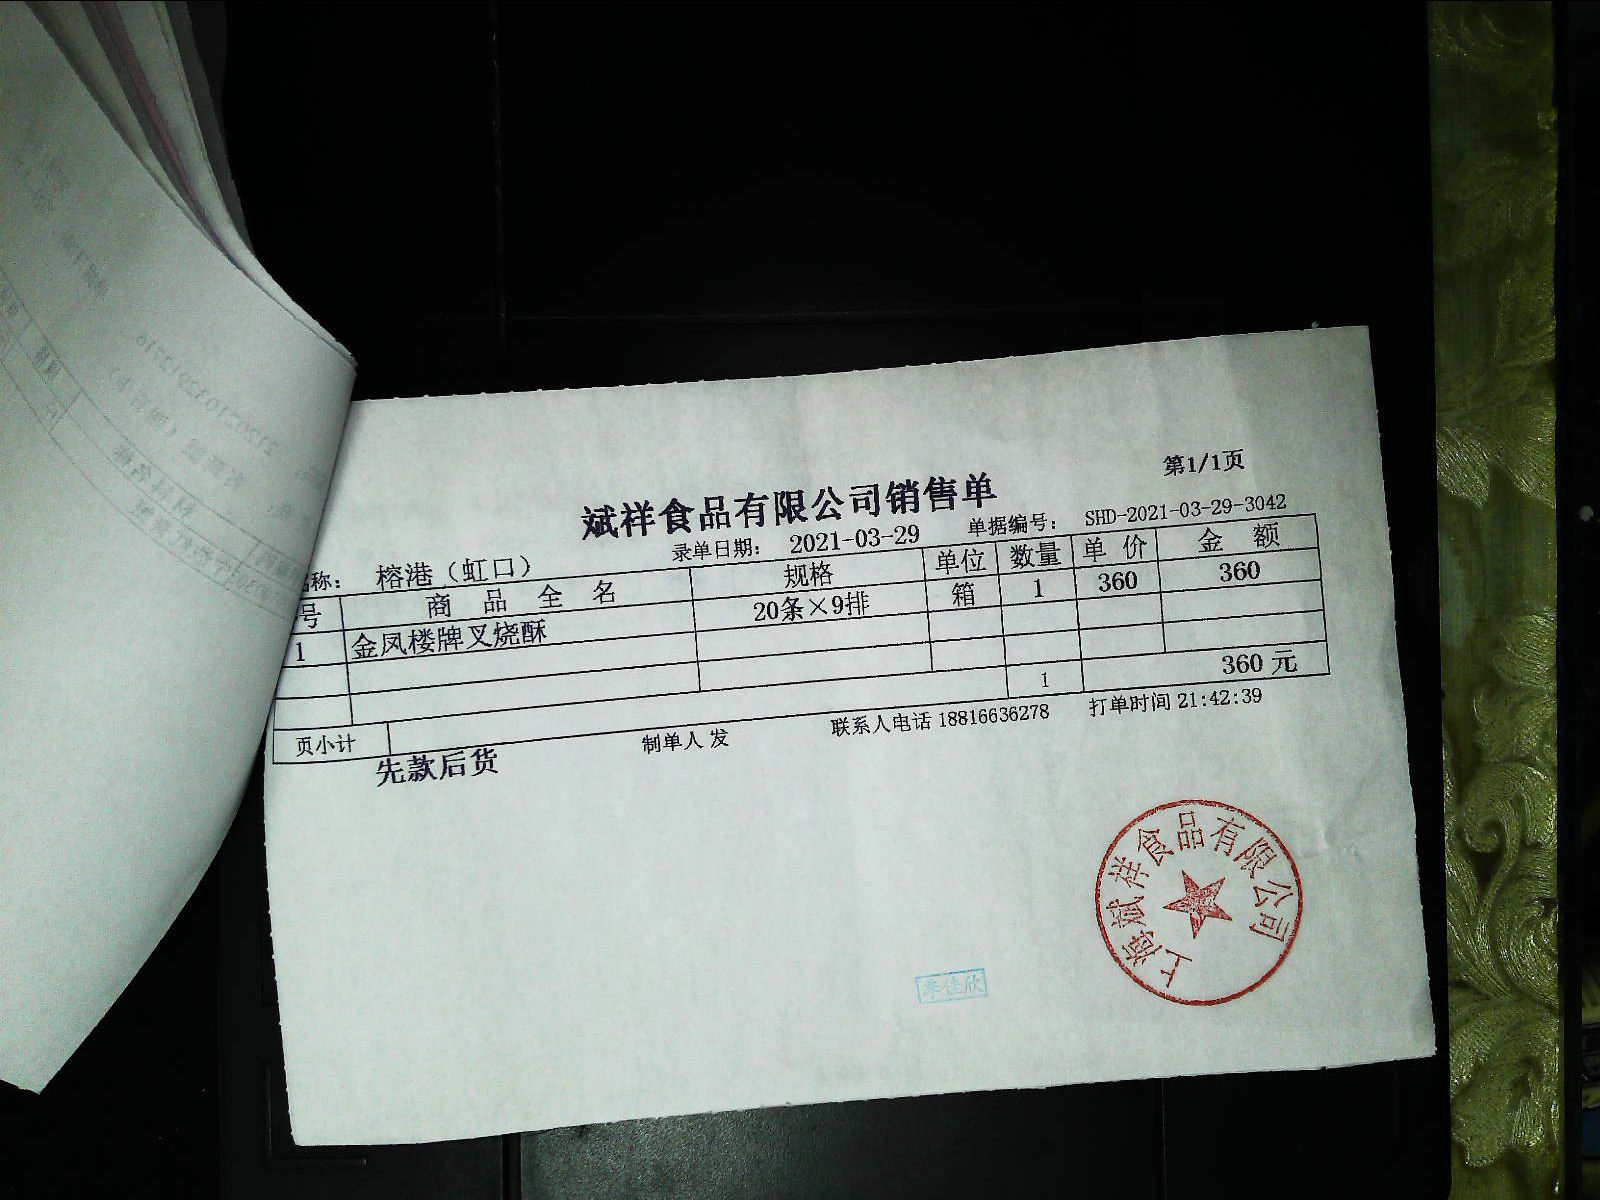 第1/1页
斌祥食品有限公司销售单
称: 榕港（虹口） 录单日期: 2021-03-29 单据编号: SHD-2021-03-29-3042
号 商 品 全 名 规格 单位 数量 单 价 金 额
1 金凤楼牌叉烧酥 20条×9排 箱 1 360 360
页小计 1 360 元
先款后货 制单人 发 联系人电话 18816636278 打单时间 21:42:39
上海斌祥食品有限公司
季佳欣